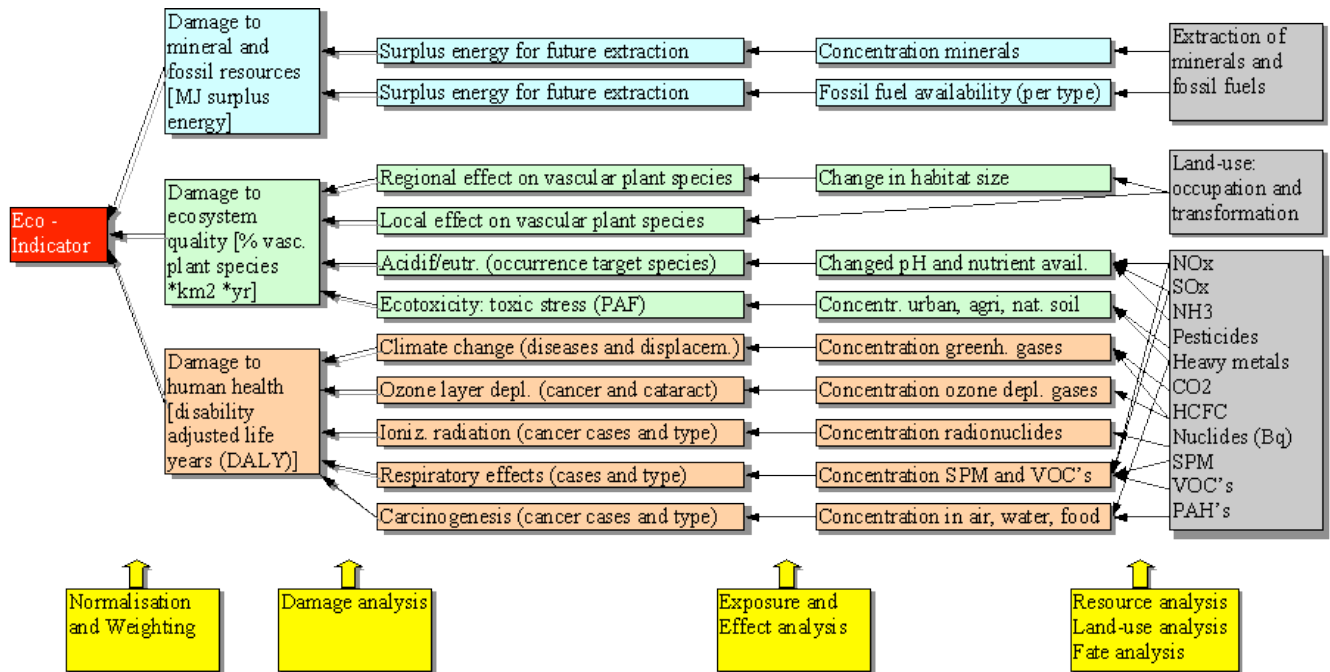 Damage to
mineral and
fossil resources
[MJ surplus
energy]
Surplus energy for future extraction
Concentration minerals
Extraction of
minerals and
fossil fuels
Surplus energy for future extraction
Fossil fuel availability (per type)
Eco -
Indicator
Damage to
ecosystem
quality [% vasc.
plant species
*km2 *yr]
Regional effect on vascular plant species
Change in habitat size
Land-use:
occupation and
transformation
Local effect on vascular plant species
Acidif/eutr. (occurrence target species)
Changed pH and nutrient avail.
Ecotoxicity: toxic stress (PAF)
Concentr. urban, agri, nat. soil
Damage to
human health
[disability
adjusted life
years (DALY)]
Climate change (diseases and displacem.)
Concentration greenh. gases
Ozone layer depl. (cancer and cataract)
Concentration ozone depl. gases
Ioniz. radiation (cancer cases and type)
Concentration radionuclides
Respiratory effects (cases and type)
Concentration SPM and VOC's
Carcinogenesis (cancer cases and type)
Concentration in air, water, food
NOx
SOx
NH3
Pesticides
Heavy metals
CO2
HCFC
Nuclides (Bq)
SPM
VOC's
PAH's
Normalisation
and Weighting
Damage analysis
Exposure and
Effect analysis
Resource analysis
Land-use analysis
Fate analysis